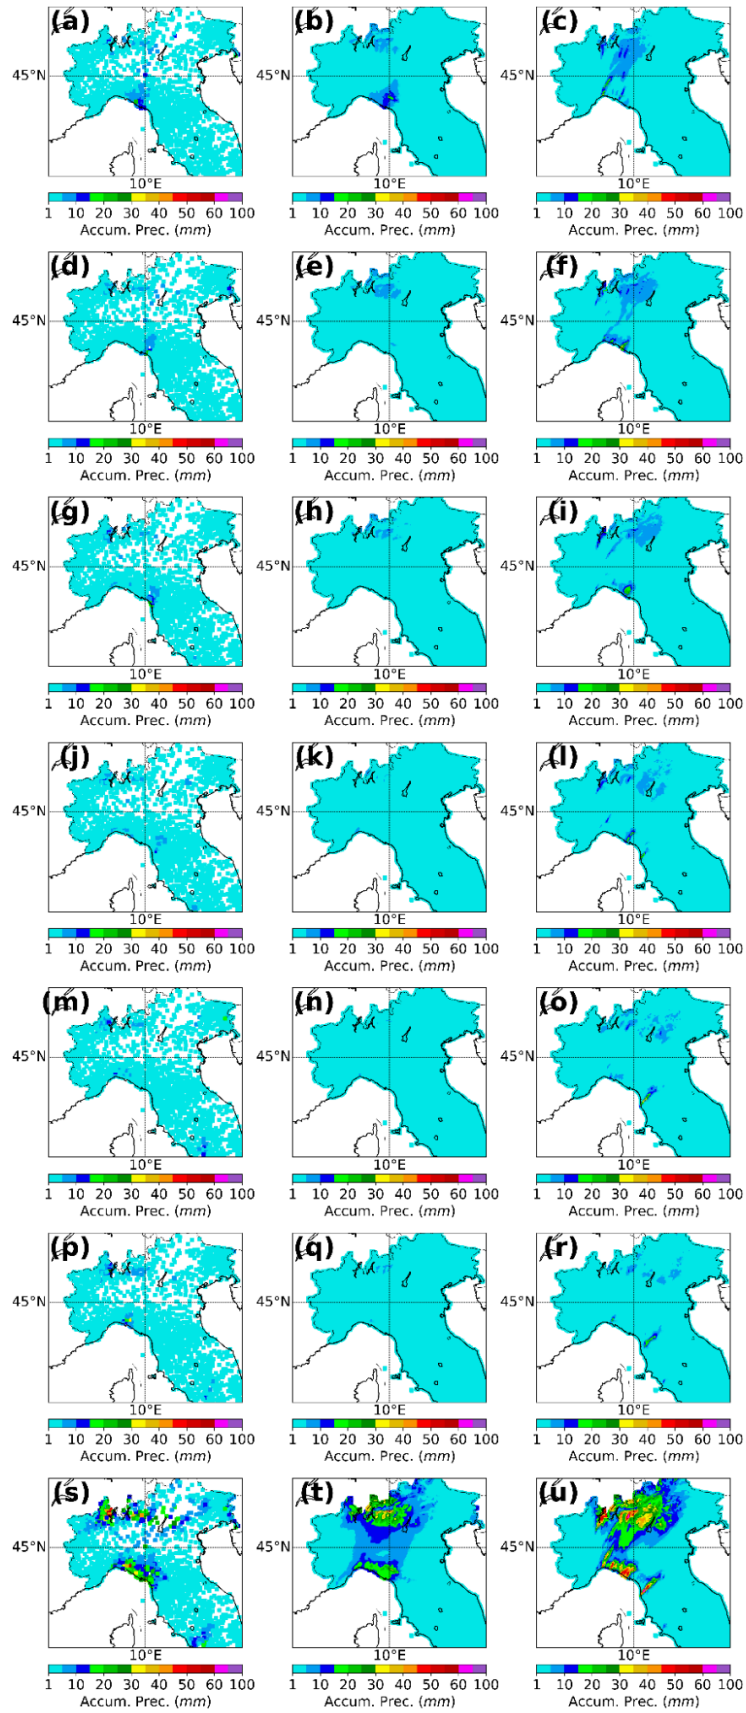 (a) (b) (c)
45°N 45°N 45°N
10°E 10°E 10°E
1 10 20 30 40 50 60 100 1 10 20 30 40 50 60 100 1 10 20 30 40 50 60 100
Accum. Prec. (mm) Accum. Prec. (mm) Accum. Prec. (mm)
(d) (e) (f)
45°N 45°N 45°N
10°E 10°E 10°E
1 10 20 30 40 50 60 100 1 10 20 30 40 50 60 100 1 10 20 30 40 50 60 100
Accum. Prec. (mm) Accum. Prec. (mm) Accum. Prec. (mm)
(g) (h) (i)
45°N 45°N 45°N
10°E 10°E 10°E
1 10 20 30 40 50 60 100 1 10 20 30 40 50 60 100 1 10 20 30 40 50 60 100
Accum. Prec. (mm) Accum. Prec. (mm) Accum. Prec. (mm)
(j) (k) (l)
45°N 45°N 45°N
10°E 10°E 10°E
1 10 20 30 40 50 60 100 1 10 20 30 40 50 60 100 1 10 20 30 40 50 60 100
Accum. Prec. (mm) Accum. Prec. (mm) Accum. Prec. (mm)
(m) (n) (o)
45°N 45°N 45°N
10°E 10°E 10°E
1 10 20 30 40 50 60 100 1 10 20 30 40 50 60 100 1 10 20 30 40 50 60 100
Accum. Prec. (mm) Accum. Prec. (mm) Accum. Prec. (mm)
(p) (q) (r)
45°N 45°N 45°N
10°E 10°E 10°E
1 10 20 30 40 50 60 100 1 10 20 30 40 50 60 100 1 10 20 30 40 50 60 100
Accum. Prec. (mm) Accum. Prec. (mm) Accum. Prec. (mm)
(s) (t) (u)
45°N 45°N 45°N
10°E 10°E 10°E
1 10 20 30 40 50 60 100 1 10 20 30 40 50 60 100 1 10 20 30 40 50 60 100
Accum. Prec. (mm) Accum. Prec. (mm) Accum. Prec. (mm)